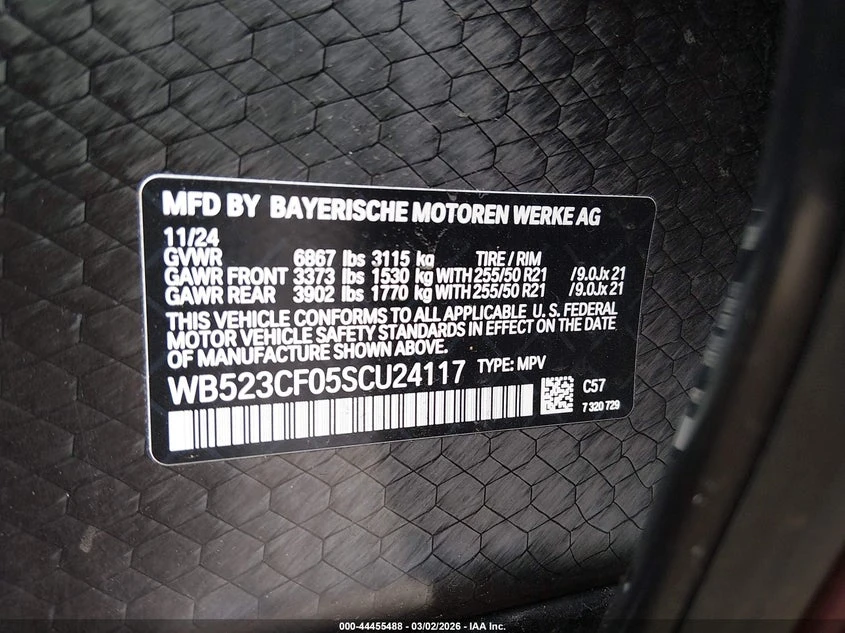 MFD BY BAYERISCHE MOTOREN WERKE AG
11/24
GVWR 6867 lbs 3115 kg TIRE / RIM
GAWR FRONT 3373 lbs 1530 kg WITH 255/50 R21 /9.0Jx 21
GAWR REAR 3902 lbs 1770 kg WITH 255/50 R21 /9.0Jx 21
THIS VEHICLE CONFORMS TO ALL APPLICABLE U.S. FEDERAL
MOTOR VEHICLE SAFETY STANDARDS IN EFFECT ON THE DATE
OF MANUFACTURE SHOWN ABOVE.
WB523CF05SCU24117 TYPE: MPV
C57
7 320 729
000-44455488 - 03/02/2026 - IAA Inc.